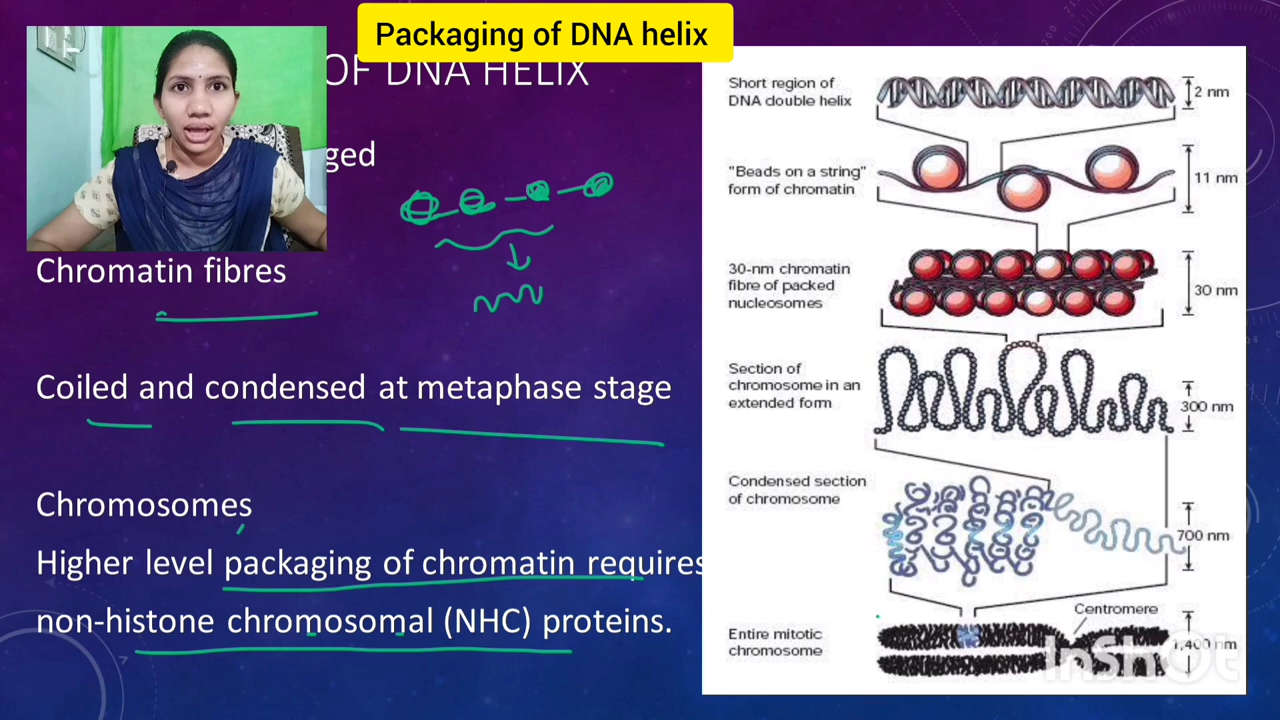 Packaging of DNA helix
OF DNA HELIX
ged
Chromatin fibres
Coiled and condensed at metaphase stage
Chromosomes
Higher level packaging of chromatin requires
non-histone chromosomal (NHC) proteins.
Short region of
DNA double helix
2 nm
"Beads on a string"
form of chromatin
11 nm
30-nm chromatin
fibre of packed
nucleosomes
30 nm
Section of
chromosome in an
extended form
300 nm
Condensed section
of chromosome
700 nm
Centromere
Entire mitotic
chromosome
1,400 nm
InShOt